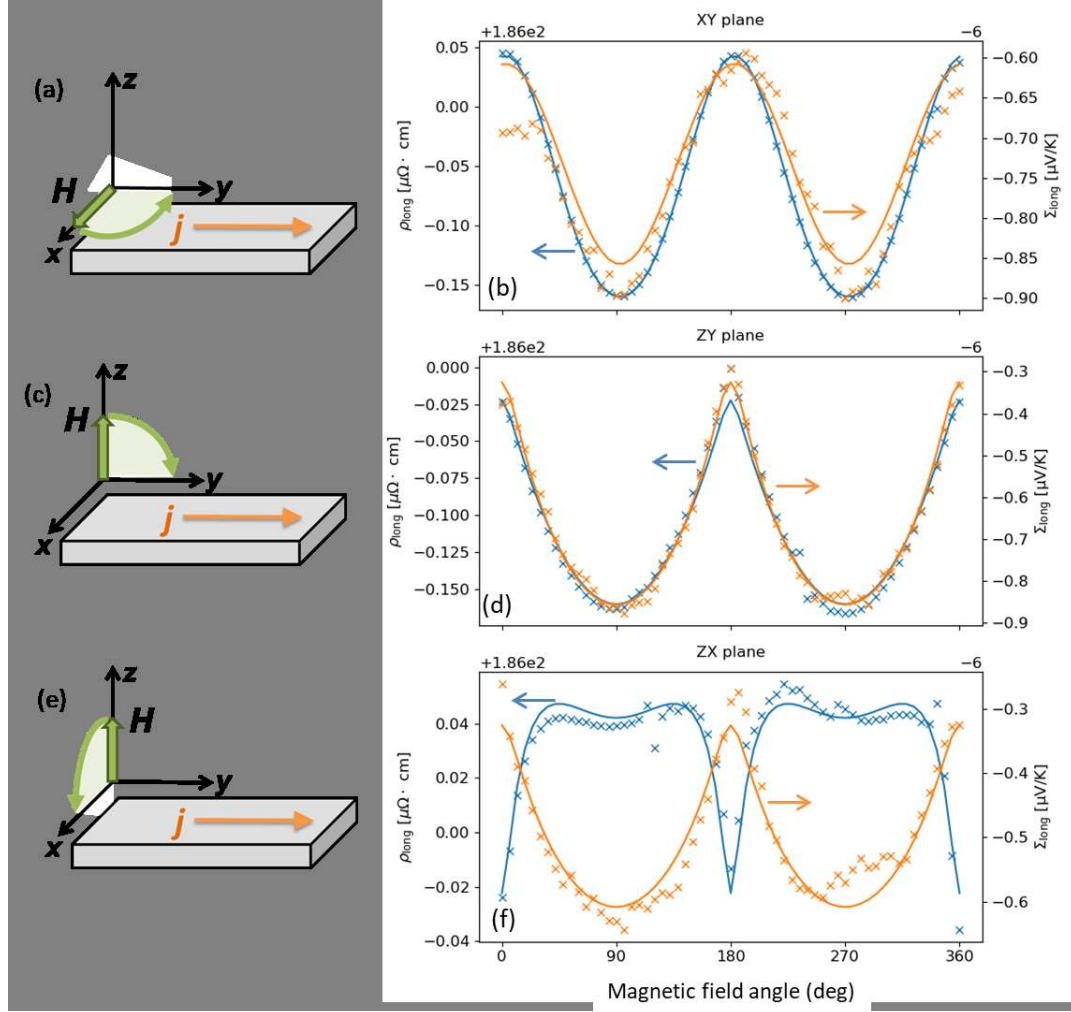 (a)
z
H
y
x
j
XY plane
+1.86e2
−6
0.05
0.00
−0.05
−0.10
−0.15
ρlong [μΩ · cm]
−0.60
−0.65
−0.70
−0.75
−0.80
−0.85
−0.90
Σlong [μV/K]
(b)
(c)
z
H
y
x
j
ZY plane
+1.86e2
−6
0.000
−0.025
−0.050
−0.075
−0.100
−0.125
−0.150
ρlong [μΩ · cm]
−0.3
−0.4
−0.5
−0.6
−0.7
−0.8
−0.9
Σlong [μV/K]
(d)
(e)
z
H
y
x
j
ZX plane
+1.86e2
−6
0.04
0.02
0.00
−0.02
−0.04
ρlong [μΩ · cm]
−0.3
−0.4
−0.5
−0.6
Σlong [μV/K]
(f)
0 90 180 270 360
Magnetic field angle (deg)